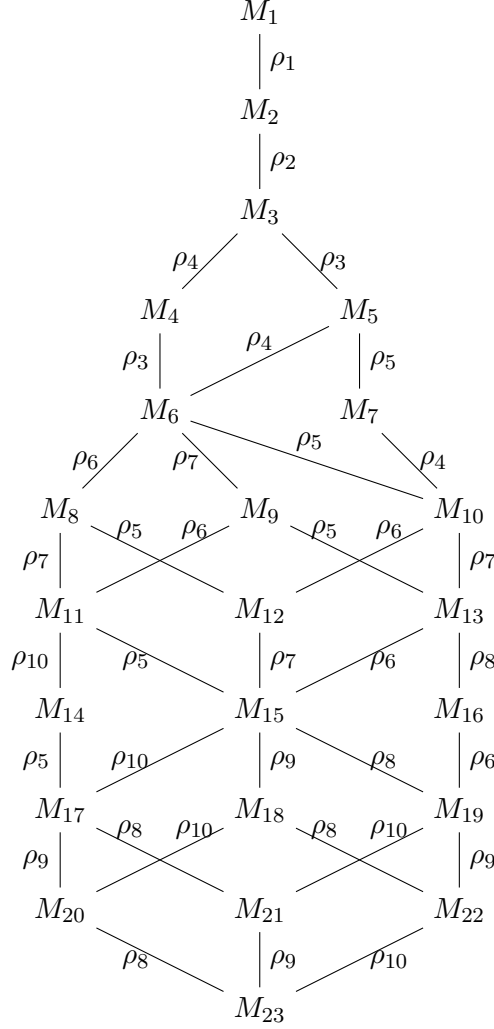 M₁
ρ₁
M₂
ρ₂
M₃
ρ₄ ρ₃
M₄ M₅
ρ₃ ρ₄ ρ₅
M₆ M₇
ρ₆ ρ₇ ρ₅ ρ₄
M₈ M₉ M₁₀
ρ₇ ρ₅ ρ₆ ρ₅ ρ₆ ρ₇
M₁₁ M₁₂ M₁₃
ρ₁₀ ρ₅ ρ₇ ρ₆ ρ₈
M₁₄ M₁₅ M₁₆
ρ₅ ρ₁₀ ρ₉ ρ₈ ρ₆
M₁₇ M₁₈ M₁₉
ρ₉ ρ₈ ρ₁₀ ρ₈ ρ₁₀ ρ₉
M₂₀ M₂₁ M₂₂
ρ₈ ρ₉ ρ₁₀
M₂₃